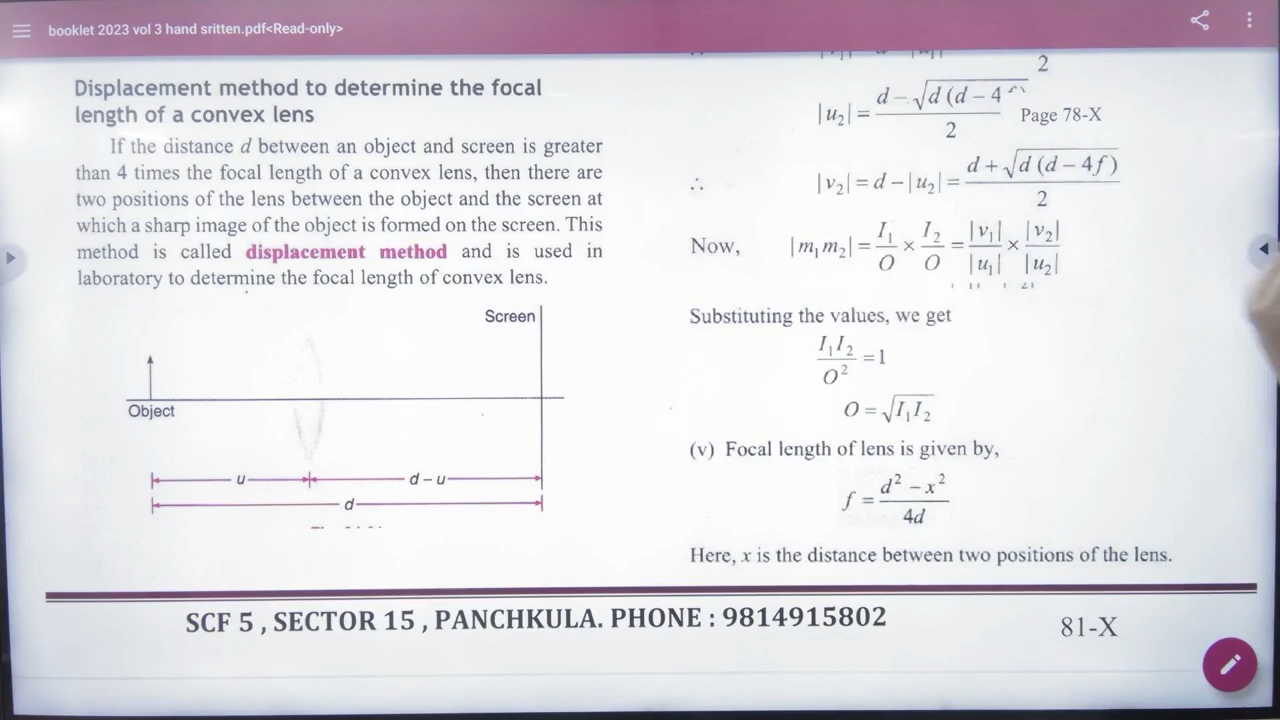 booklet 2023 vol 3 hand sritten.pdf<Read-only>
Displacement method to determine the focal
length of a convex lens
If the distance d between an object and screen is greater
than 4 times the focal length of a convex lens, then there are
two positions of the lens between the object and the screen at
which a sharp image of the object is formed on the screen. This
method is called displacement method and is used in
laboratory to determine the focal length of convex lens.
Screen
Object
u
d – u
d
2
|u₂| = (d – √d (d – 4)/2
Page 78-X
∴ |v₂| = d – |u₂| = (d + √(d (d – 4f)))/2
Now, |m₁ m₂| = I₁/O × I₂/O = |v₁|/|u₁| × |v₂|/|u₂|
Substituting the values, we get
I₁I₂/O² = 1
O = √(I₁I₂)
(v) Focal length of lens is given by,
f = (d² – x²)/4d
Here, x is the distance between two positions of the lens.
SCF 5 , SECTOR 15 , PANCHKULA. PHONE : 9814915802
81-X